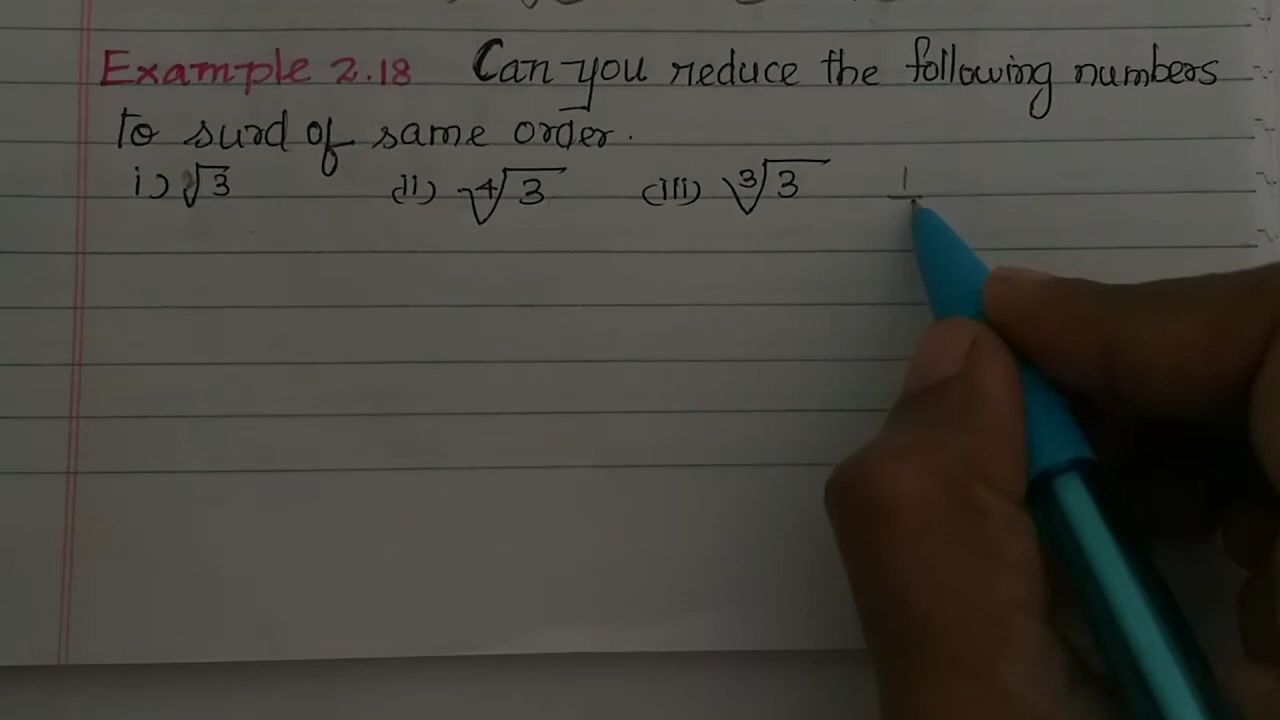 Example 2.18 Can you reduce the following numbers
to surd of same order.
i) √3 (ii) ∜3 (iii) ∛3 1